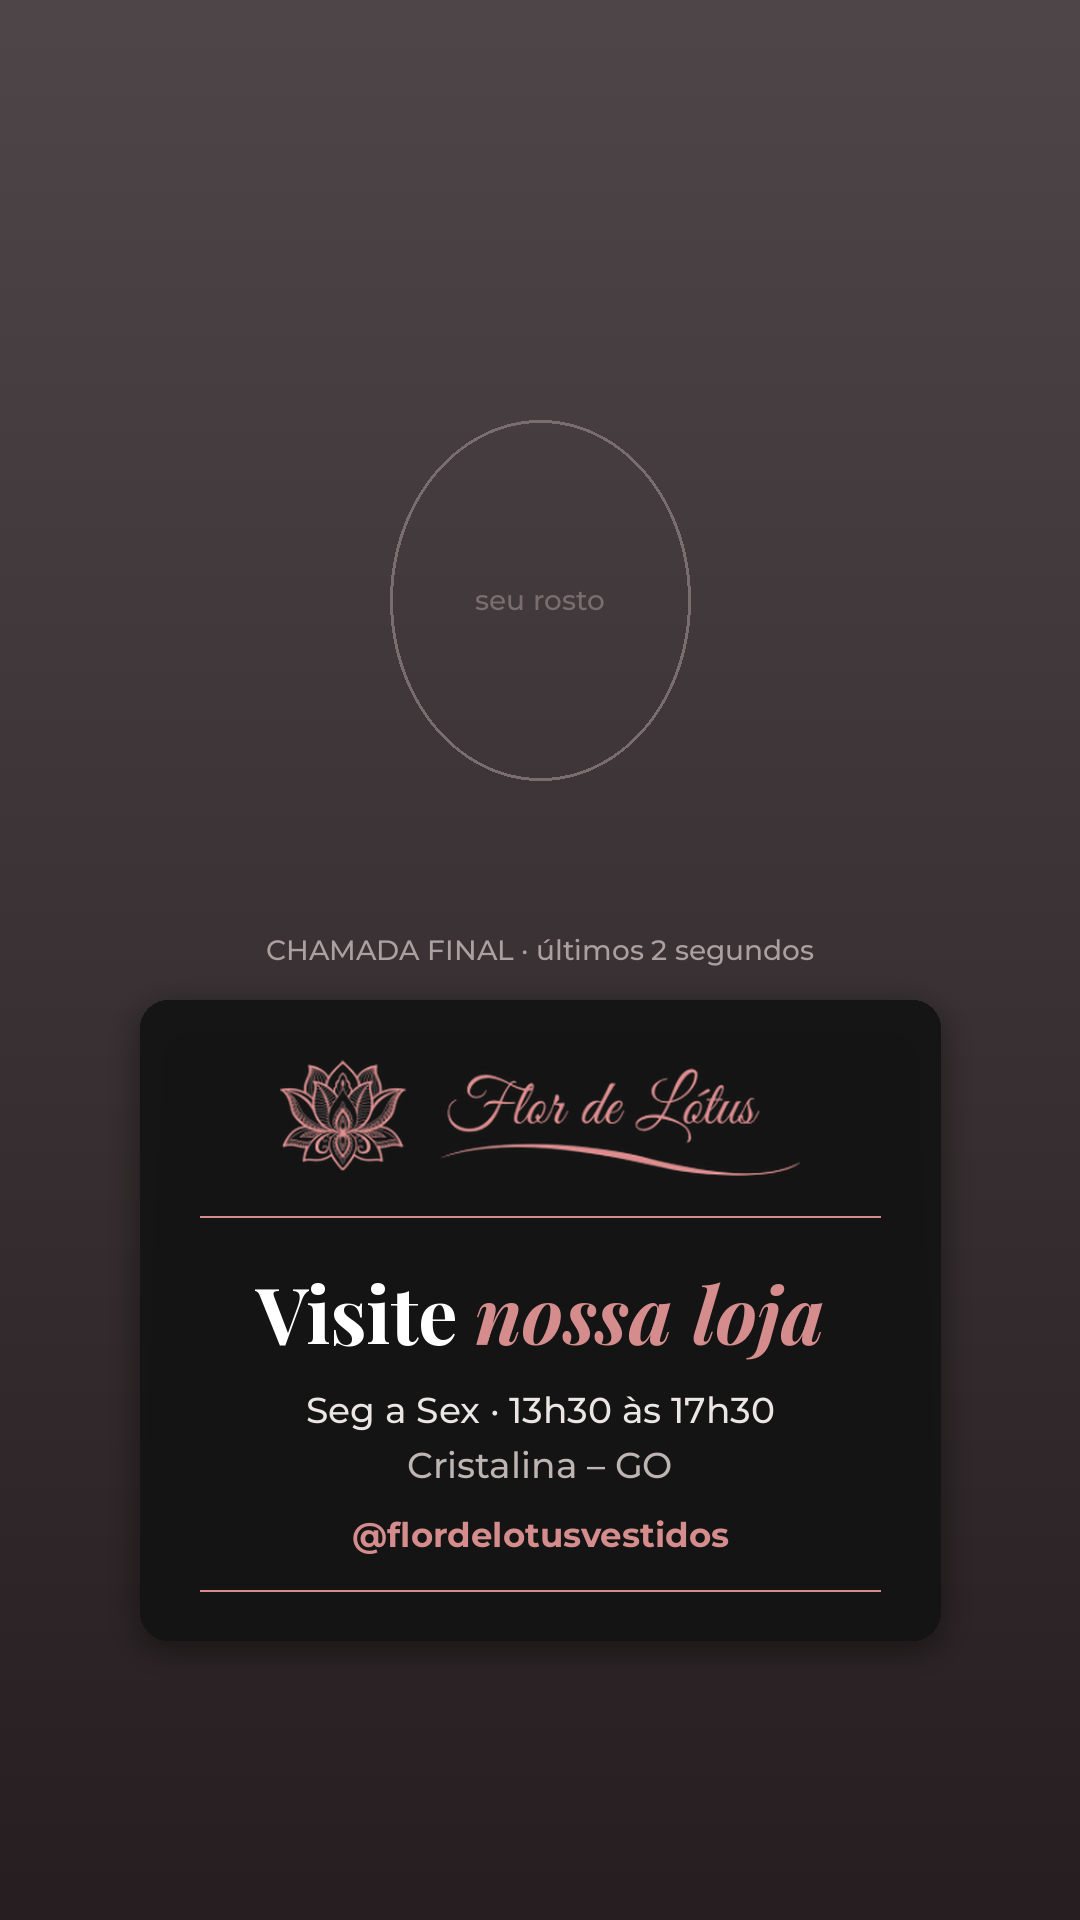 seu rosto
CHAMADA FINAL · últimos 2 segundos
Flor de Lótus
Visite nossa loja
Seg a Sex · 13h30 às 17h30
Cristalina – GO
@flordelotusvestidos